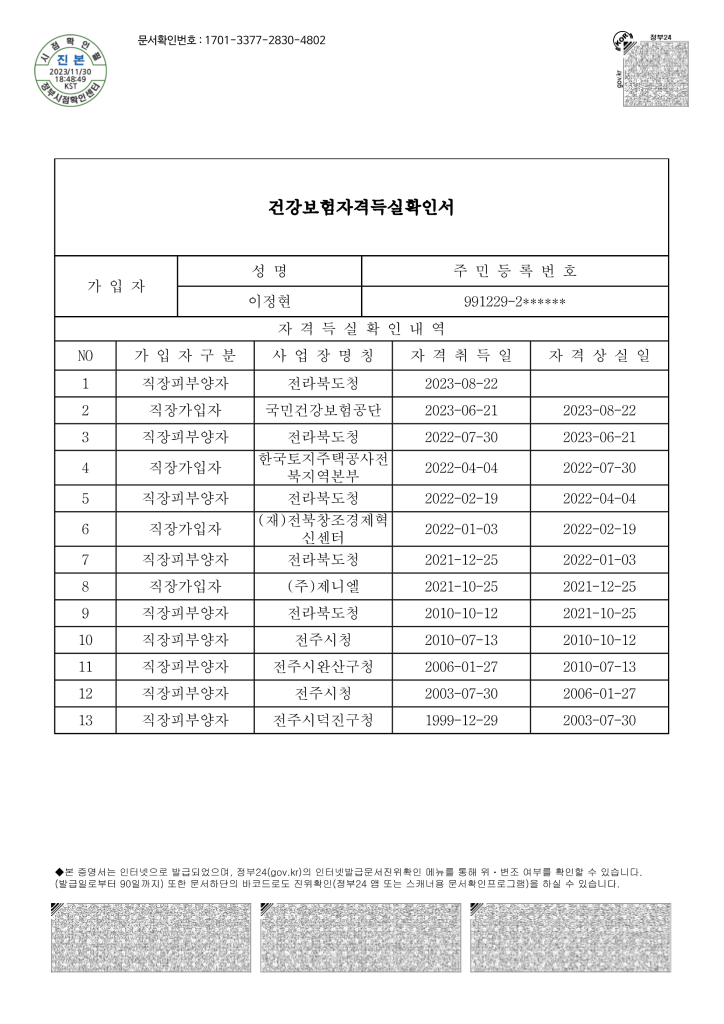 문서확인번호 : 1701-3377-2830-4802
시점확인필
진본
2023/11/30
18:48:49
KST
정부시점확인센터
KOR
정부24
gov.kr
건강보험자격득실확인서
가 입 자
성 명
주 민 등 록 번 호
이정현
991229-2******
자 격 득 실 확 인 내 역
NO 가 입 자 구 분 사 업 장 명 칭 자 격 취 득 일 자 격 상 실 일
1 직장피부양자 전라북도청 2023-08-22
2 직장가입자 국민건강보험공단 2023-06-21 2023-08-22
3 직장피부양자 전라북도청 2022-07-30 2023-06-21
4 직장가입자 한국토지주택공사전
북지역본부 2022-04-04 2022-07-30
5 직장피부양자 전라북도청 2022-02-19 2022-04-04
6 직장가입자 (재)전북창조경제혁
신센터 2022-01-03 2022-02-19
7 직장피부양자 전라북도청 2021-12-25 2022-01-03
8 직장가입자 (주)제니엘 2021-10-25 2021-12-25
9 직장피부양자 전라북도청 2010-10-12 2021-10-25
10 직장피부양자 전주시청 2010-07-13 2010-10-12
11 직장피부양자 전주시완산구청 2006-01-27 2010-07-13
12 직장피부양자 전주시청 2003-07-30 2006-01-27
13 직장피부양자 전주시덕진구청 1999-12-29 2003-07-30
◆본 증명서는 인터넷으로 발급되었으며, 정부24(gov.kr)의 인터넷발급문서진위확인 메뉴를 통해 위・변조 여부를 확인할 수 있습니다.
(발급일로부터 90일까지) 또한 문서하단의 바코드로도 진위확인(정부24 앱 또는 스캐너용 문서확인프로그램)을 하실 수 있습니다.